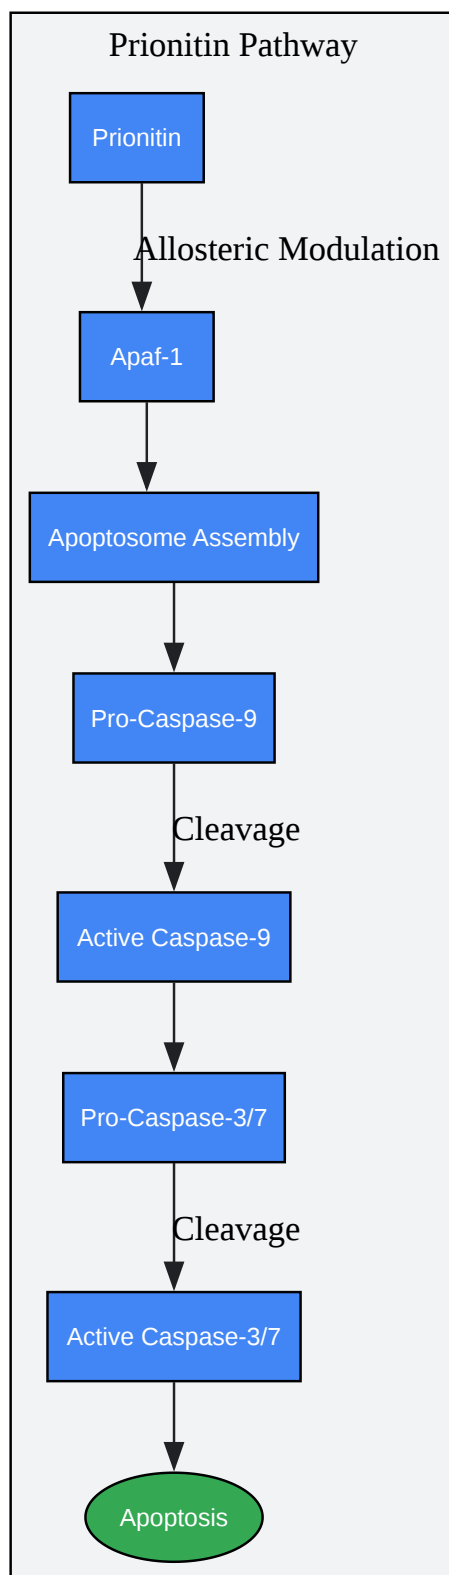 Prionitin Pathway
Prionitin
Allosteric Modulation
Apaf-1
Apoptosome Assembly
Pro-Caspase-9
Cleavage
Active Caspase-9
Pro-Caspase-3/7
Cleavage
Active Caspase-3/7
Apoptosis